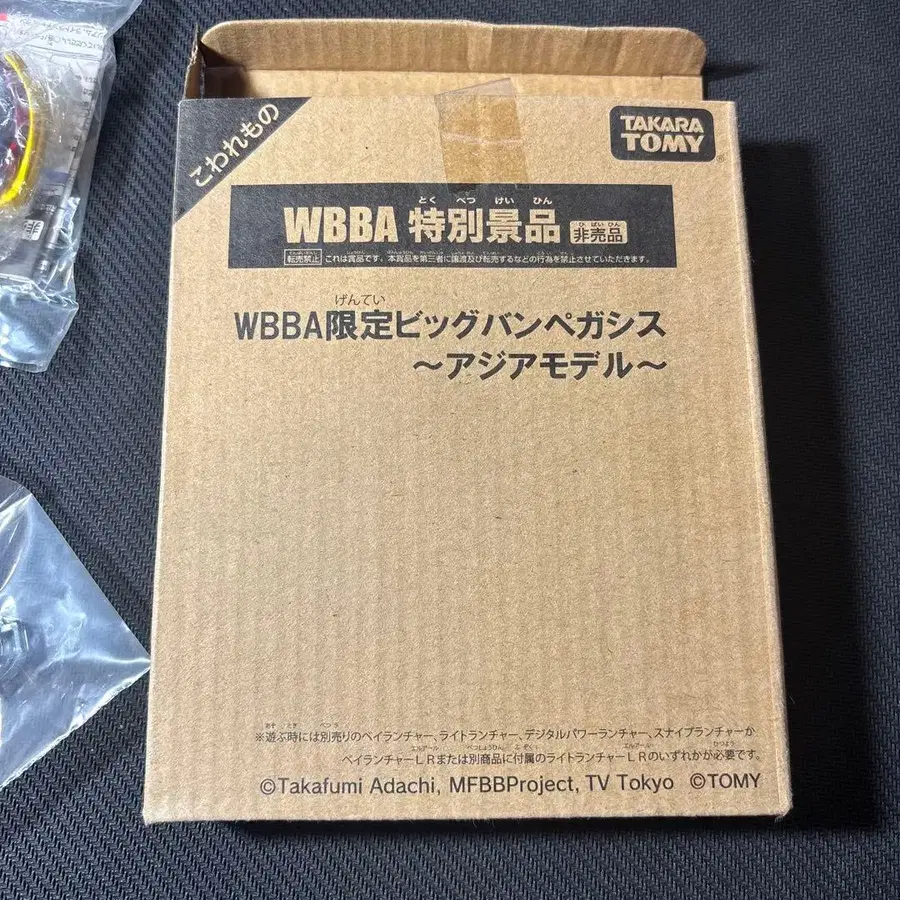 こわれもの
TAKARA
TOMY
とくべつけいひん
ひばいひん
WBBA 特別景品 非売品
転売禁止 これは賞品です。本賞品を第三者に譲渡及び転売するなどの行為を禁止させていただきます。
げんてい
WBBA限定ビッグバンペガシス
~アジアモデル~
※遊ぶ時には別売りのベイランチャー、ライトランチャー、デジタルパワーランチャー、スナイプランチャーか
ベイランチャーＬＲまたは別商品に付属のライトランチャーＬＲのいずれかが必要です。
©Takafumi Adachi, MFBBProject, TV Tokyo ©TOMY